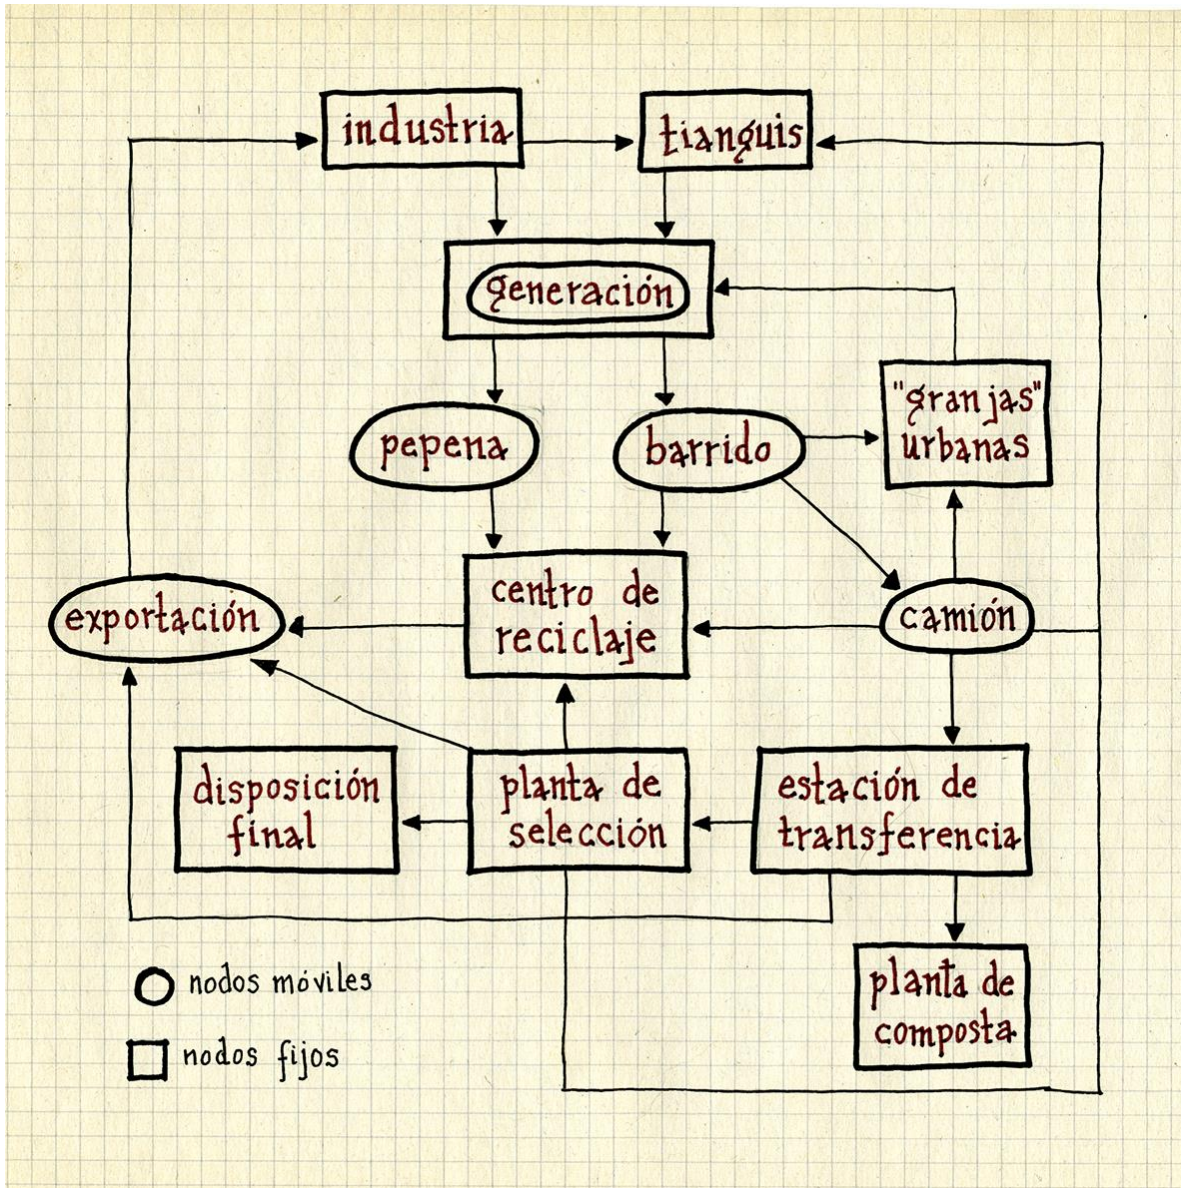 industria
tianguis
generación
pepena
barrido
"granjas"
urbanas
exportación
centro de
reciclaje
camión
disposición
final
planta de
selección
estación de
transferencia
planta de
composta
nodos móviles
nodos fijos